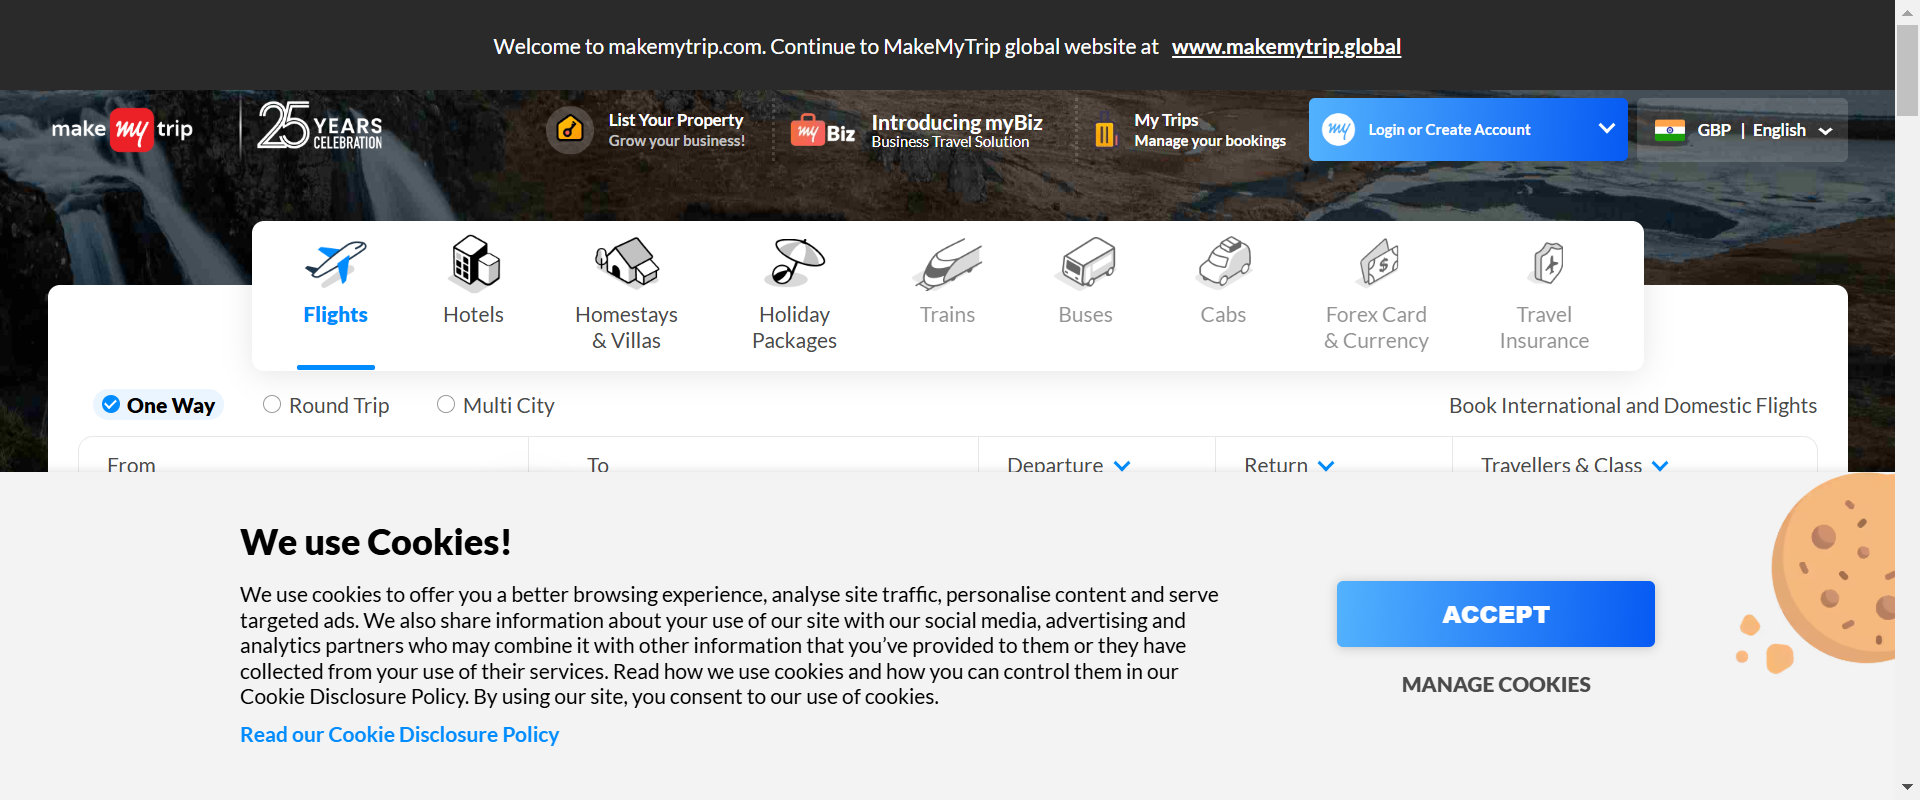 Welcome to makemytrip.com. Continue to MakeMyTrip global website at www.makemytrip.global
make my trip
25 YEARS CELEBRATION
List Your Property
Grow your business!
my Biz
Introducing myBiz
Business Travel Solution
My Trips
Manage your bookings
my Login or Create Account
GBP | English
Flights
Hotels
Homestays
& Villas
Holiday
Packages
Trains
Buses
Cabs
Forex Card
& Currency
Travel
Insurance
One Way
Round Trip
Multi City
Book International and Domestic Flights
From
To
Departure
Return
Travellers & Class
We use Cookies!
We use cookies to offer you a better browsing experience, analyse site traffic, personalise content and serve
targeted ads. We also share information about your use of our site with our social media, advertising and
analytics partners who may combine it with other information that you’ve provided to them or they have
collected from your use of their services. Read how we use cookies and how you can control them in our
Cookie Disclosure Policy. By using our site, you consent to our use of cookies.
Read our Cookie Disclosure Policy
ACCEPT
MANAGE COOKIES